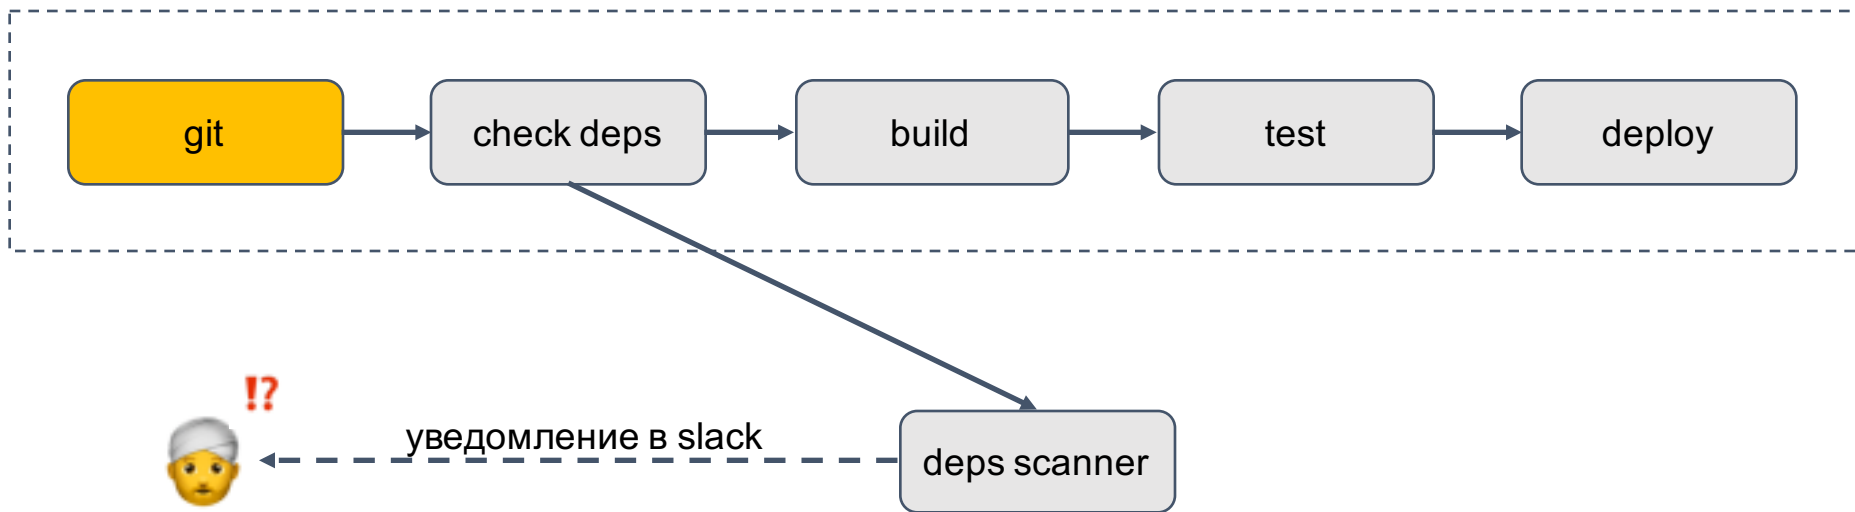 git
check deps
build
test
deploy
⁉
уведомление в slack
deps scanner